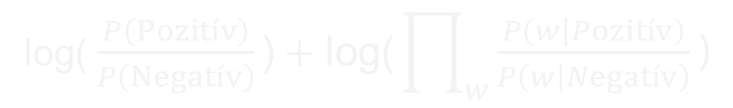 log( P(Pozitív) / P(Negatív) ) + log( ∏_w P(w|Pozitív) / P(w|Negatív) )